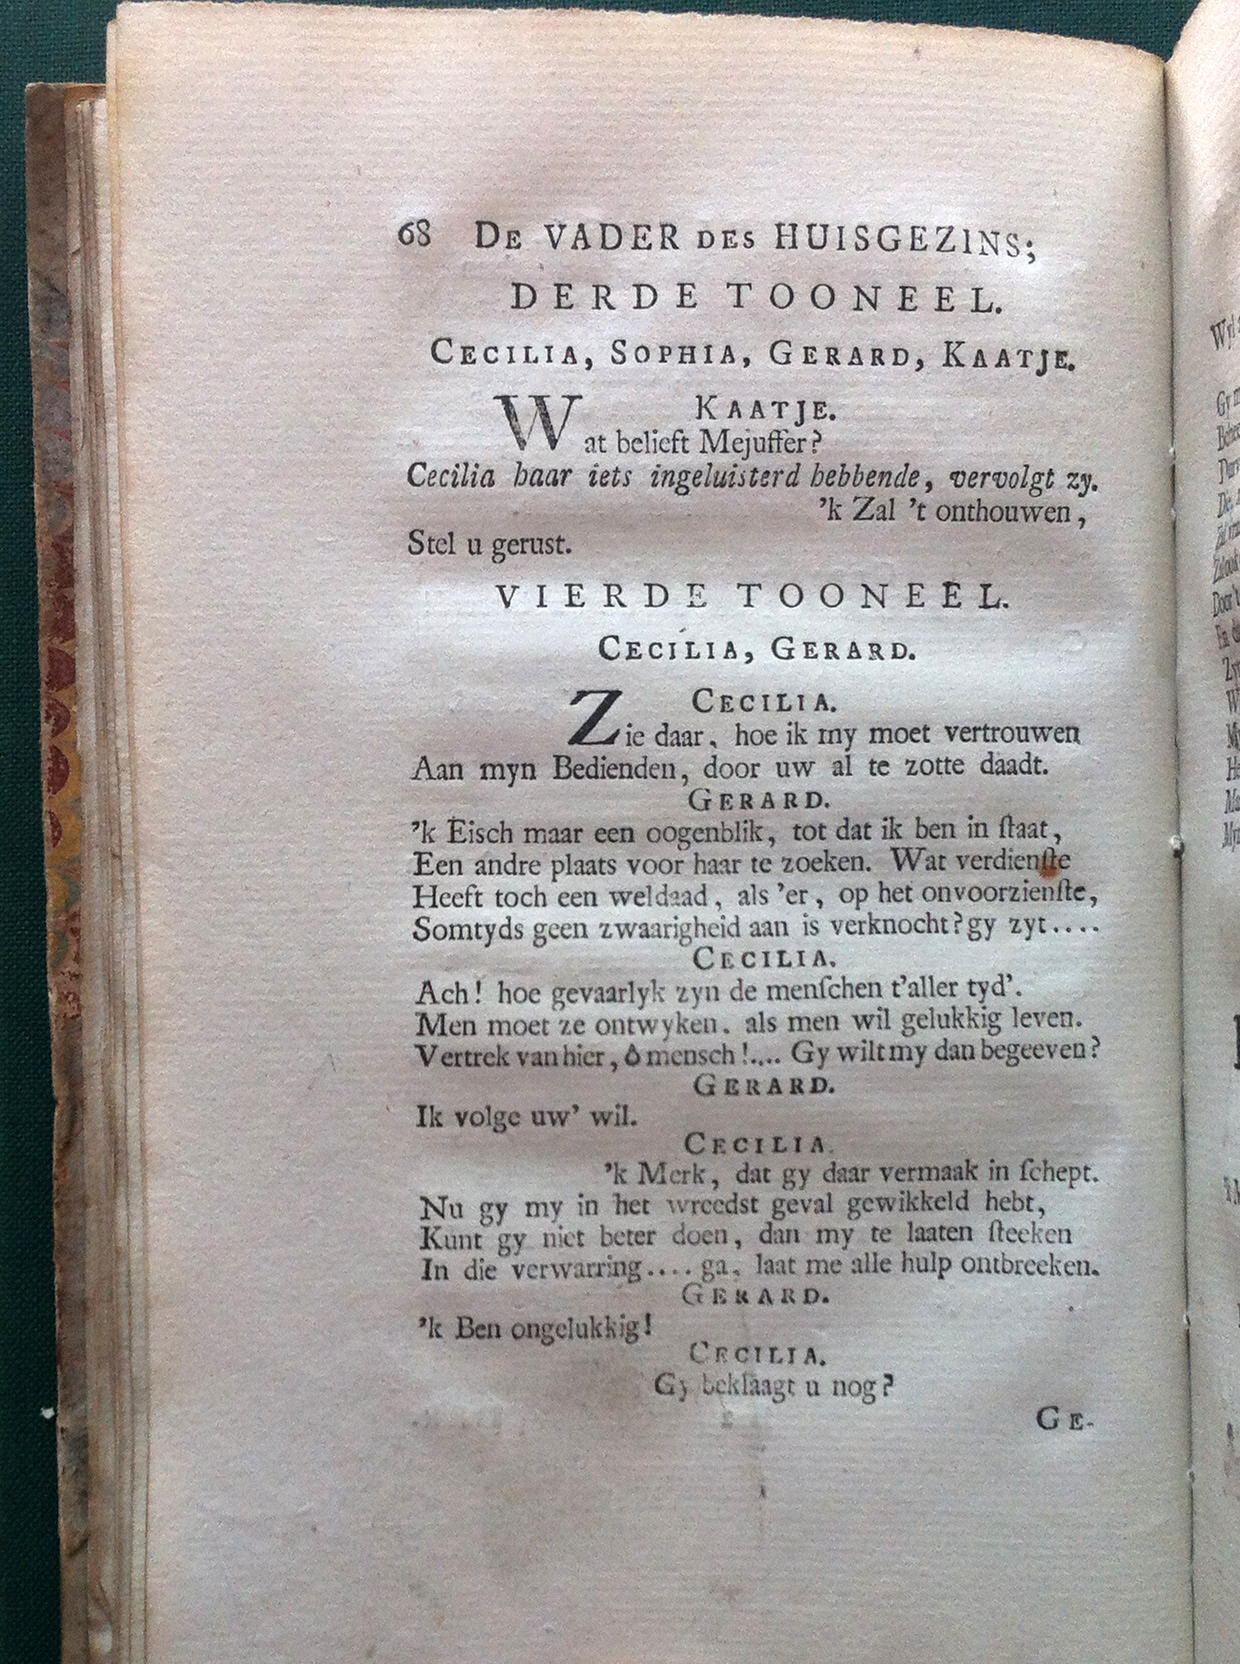 68 DE VADER DES HUISGEZINS;
DERDE TOONEEL.
CECILIA, SOPHIA, GERARD, KAATJE.
KAATJE.
Wat belieft Mejuffer?
Cecilia haar iets ingeluisterd hebbende, vervolgt zy.
'k Zal 't onthouwen,
Stel u gerust.
VIERDE TOONEEL.
CECILIA, GERARD.
CECILIA.
Zie daar, hoe ik my moet vertrouwen
Aan myn Bedienden, door uw al te zotte daadt.
GERARD.
'k Eisch maar een oogenblik, tot dat ik ben in ſtaat,
Een andre plaats voor haar te zoeken. Wat verdienſte
Heeft toch een weldaad, als 'er, op het onvoorzienſte,
Somtyds geen zwaarigheid aan is verknocht? gy zyt....
CECILIA.
Ach! hoe gevaarlyk zyn de menſchen t'aller tyd'.
Men moet ze ontwyken. als men wil gelukkig leven.
Vertrek van hier, ô mensch!.... Gy wilt my dan begeeven?
GERARD.
Ik volge uw' wil.
CECILIA.
'k Merk, dat gy daar vermaak in ſchept.
Nu gy my in het wreedst geval gewikkeld hebt,
Kunt gy niet beter doen, dan my te laaten ſteeken
In die verwarring.... ga, laat me alle hulp ontbreeken.
GERARD.
'k Ben ongelukkig!
CECILIA.
Gy beklaagt u nog?
GE-